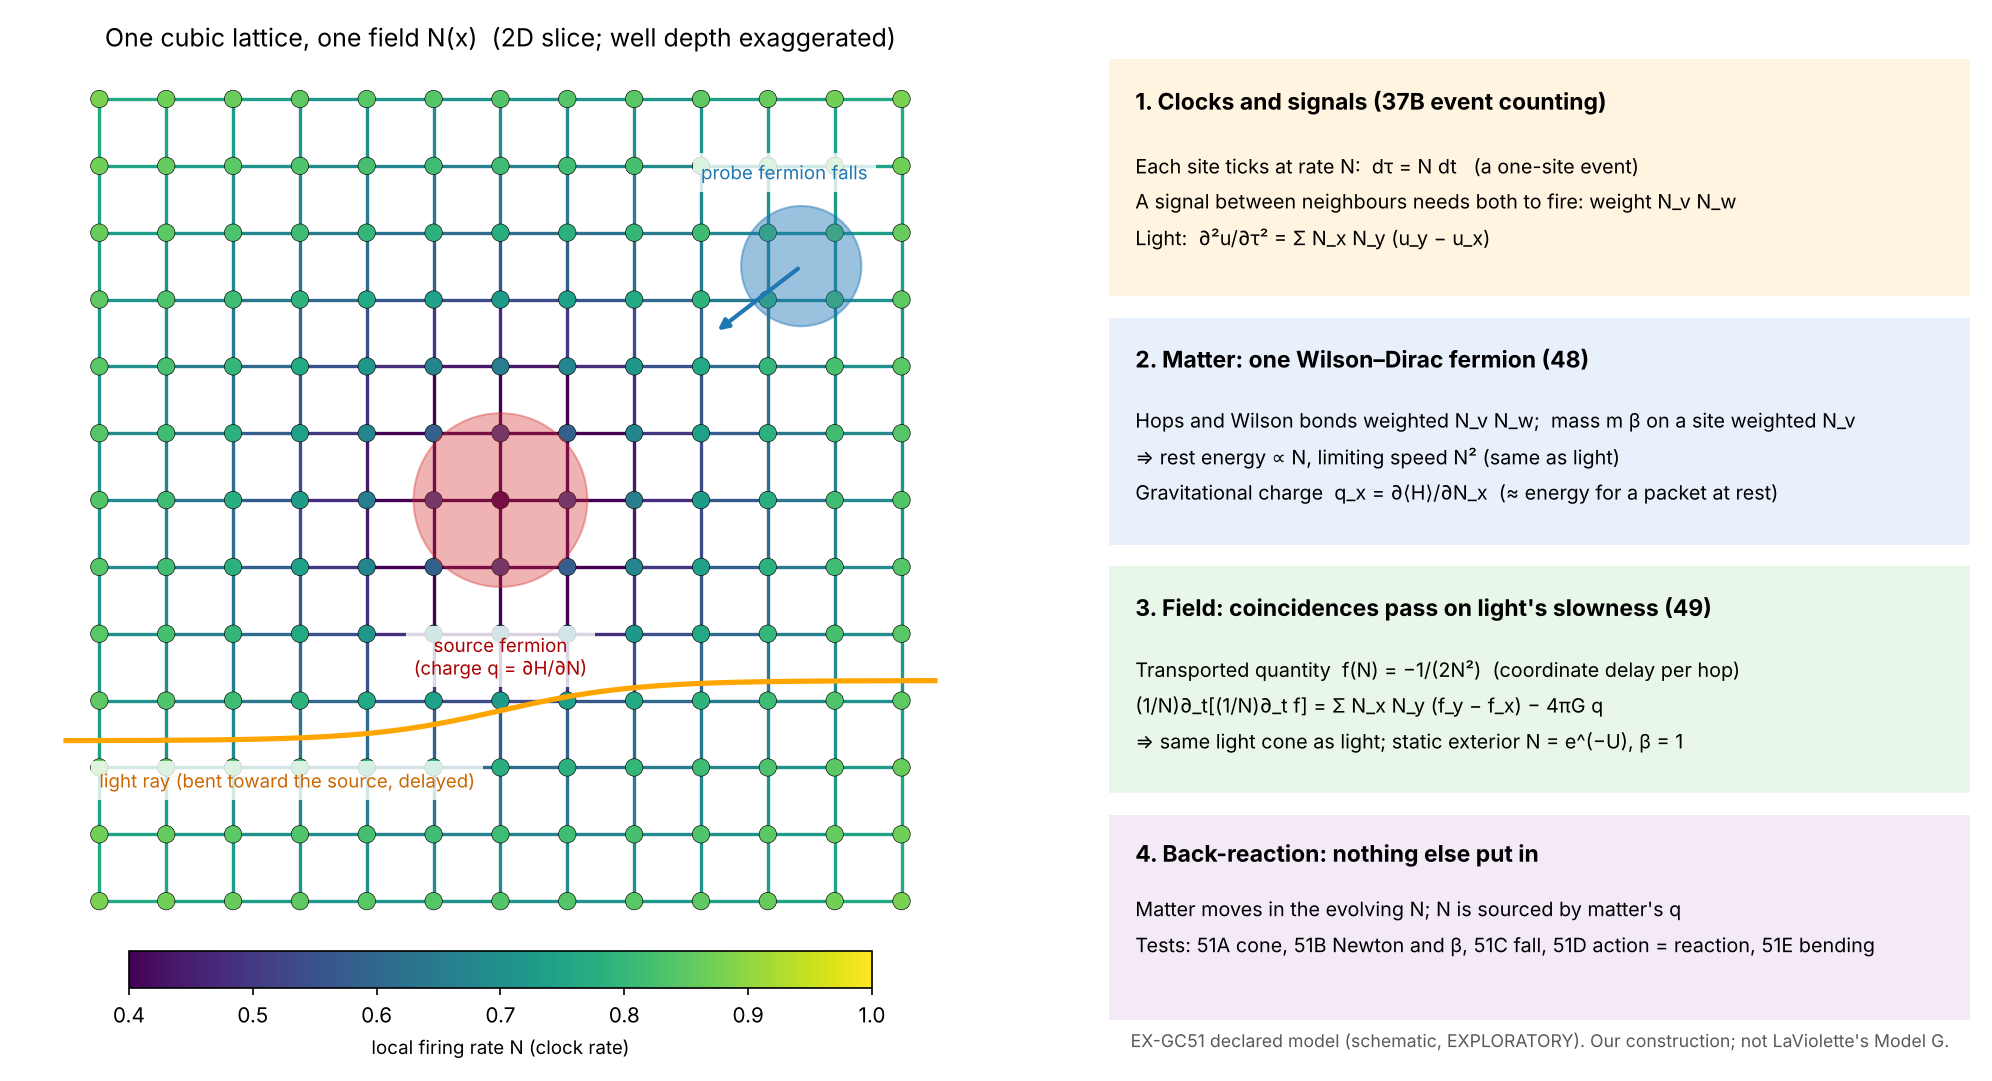 One cubic lattice, one field N(x)  (2D slice; well depth exaggerated)
probe fermion falls
source fermion
(charge q = ∂H/∂N)
light ray (bent toward the source, delayed)
0.4 0.5 0.6 0.7 0.8 0.9 1.0
local firing rate N (clock rate)
1. Clocks and signals (37B event counting)
Each site ticks at rate N:  dτ = N dt   (a one-site event)
A signal between neighbours needs both to fire: weight N_v N_w
Light:  ∂²u/∂τ² = Σ N_x N_y (u_y − u_x)
2. Matter: one Wilson–Dirac fermion (48)
Hops and Wilson bonds weighted N_v N_w;  mass m β on a site weighted N_v
⇒ rest energy ∝ N, limiting speed N² (same as light)
Gravitational charge  q_x = ∂⟨H⟩/∂N_x  (≈ energy for a packet at rest)
3. Field: coincidences pass on light's slowness (49)
Transported quantity  f(N) = −1/(2N²)  (coordinate delay per hop)
(1/N)∂_t[(1/N)∂_t f] = Σ N_x N_y (f_y − f_x) − 4πG q
⇒ same light cone as light; static exterior N = e^(−U), β = 1
4. Back-reaction: nothing else put in
Matter moves in the evolving N; N is sourced by matter's q
Tests: 51A cone, 51B Newton and β, 51C fall, 51D action = reaction, 51E bending
EX-GC51 declared model (schematic, EXPLORATORY). Our construction; not LaViolette's Model G.